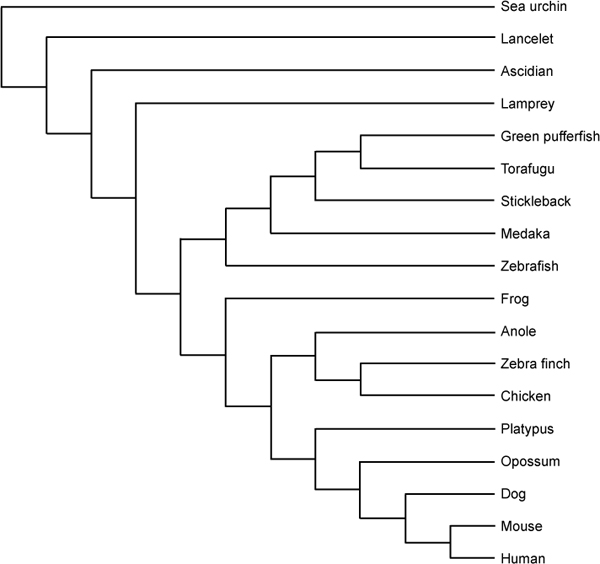 Sea urchin
Lancelet
Ascidian
Lamprey
Green pufferfish
Torafugu
Stickleback
Medaka
Zebrafish
Frog
Anole
Zebra finch
Chicken
Platypus
Opossum
Dog
Mouse
Human